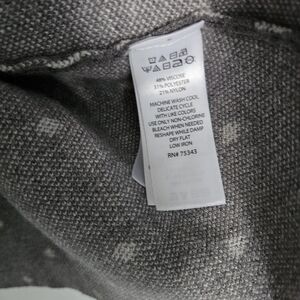 48% VISCOSE
31% POLYESTER
21% NYLON
MACHINE WASH COOL
DELICATE CYCLE
WITH LIKE COLORS
USE ONLY NON-CHLORINE
BLEACH WHEN NEEDED
RESHAPE WHILE DAMP
DRY FLAT
LOW IRON
RN# 75343